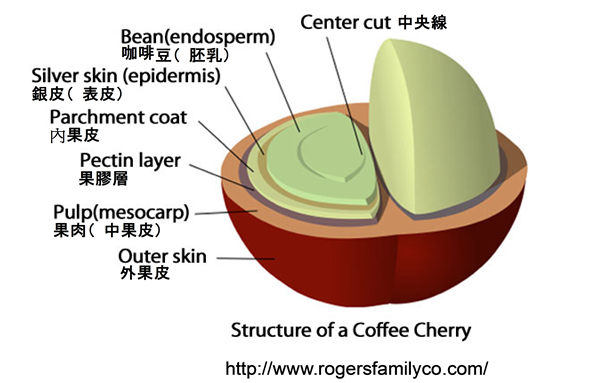 Center cut 中央線
Bean(endosperm)
咖啡豆( 胚乳)
Silver skin (epidermis)
銀皮( 表皮)
Parchment coat
內果皮
Pectin layer
果膠層
Pulp(mesocarp)
果肉( 中果皮)
Outer skin
外果皮
Structure of a Coffee Cherry
http://www.rogersfamilyco.com/